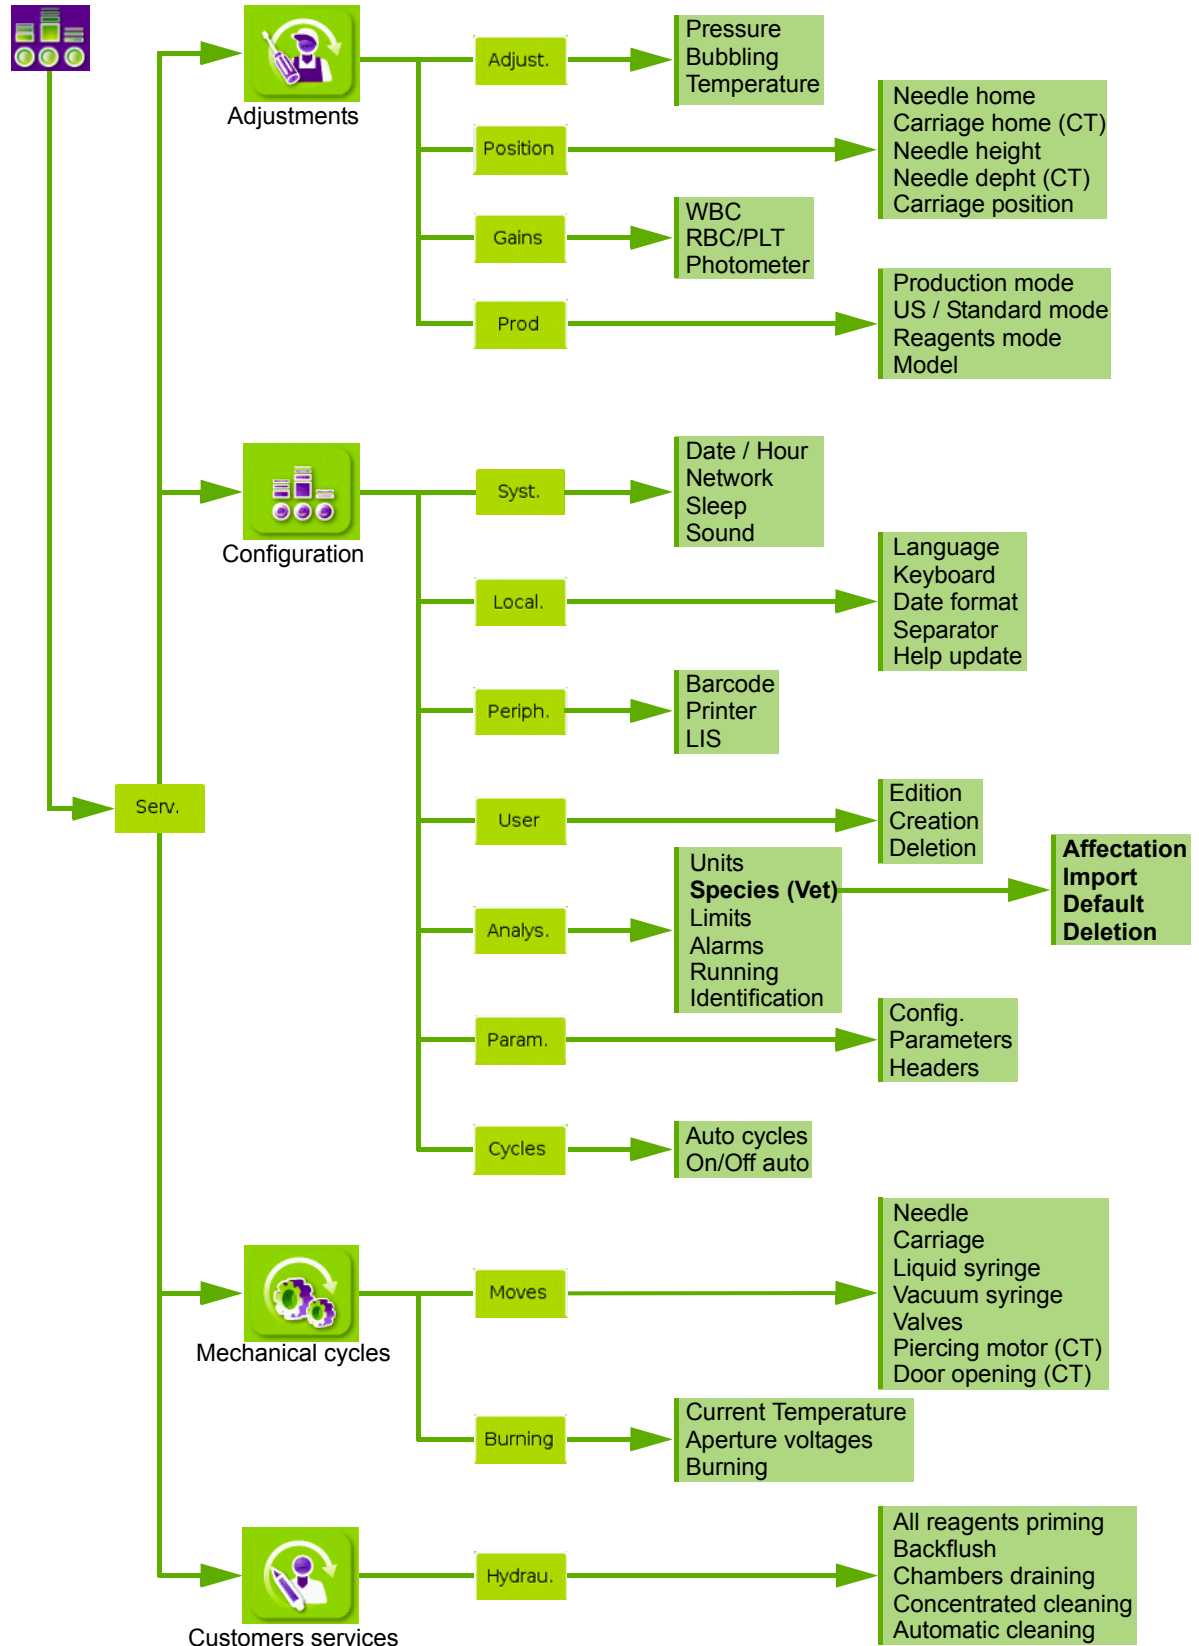 Adjustments
Adjust.
Pressure
Bubbling
Temperature
Position
Needle home
Carriage home (CT)
Needle height
Needle depht (CT)
Carriage position
Gains
WBC
RBC/PLT
Photometer
Prod
Production mode
US / Standard mode
Reagents mode
Model
Serv.
Configuration
Syst.
Date / Hour
Network
Sleep
Sound
Local.
Language
Keyboard
Date format
Separator
Help update
Periph.
Barcode
Printer
LIS
User
Edition
Creation
Deletion
Analys.
Units
Species (Vet)
Limits
Alarms
Running
Identification
Affectation
Import
Default
Deletion
Param.
Config.
Parameters
Headers
Cycles
Auto cycles
On/Off auto
Mechanical cycles
Moves
Needle
Carriage
Liquid syringe
Vacuum syringe
Valves
Piercing motor (CT)
Door opening (CT)
Burning
Current Temperature
Aperture voltages
Burning
Customers services
Hydrau.
All reagents priming
Backflush
Chambers draining
Concentrated cleaning
Automatic cleaning